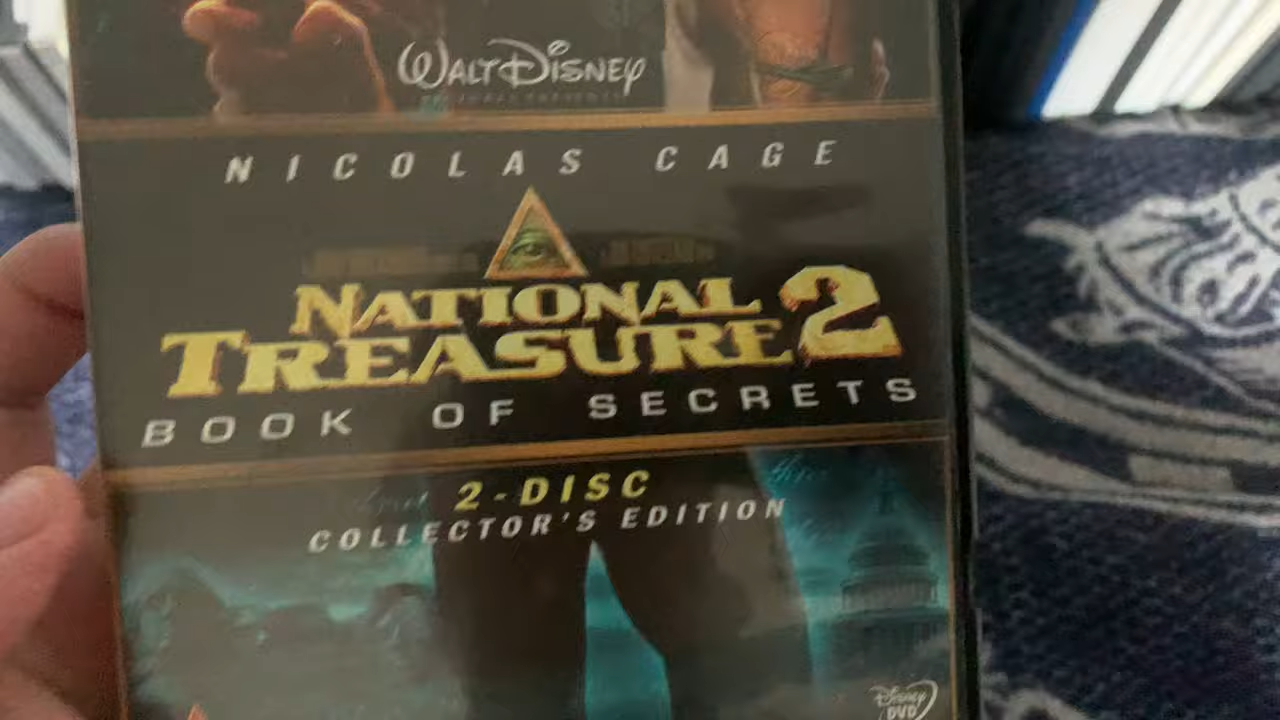 WALT DISNEY
NICOLAS CAGE
NATIONAL
TREASURE 2
BOOK OF SECRETS
2-DISC
COLLECTOR'S EDITION
Disney
DVD